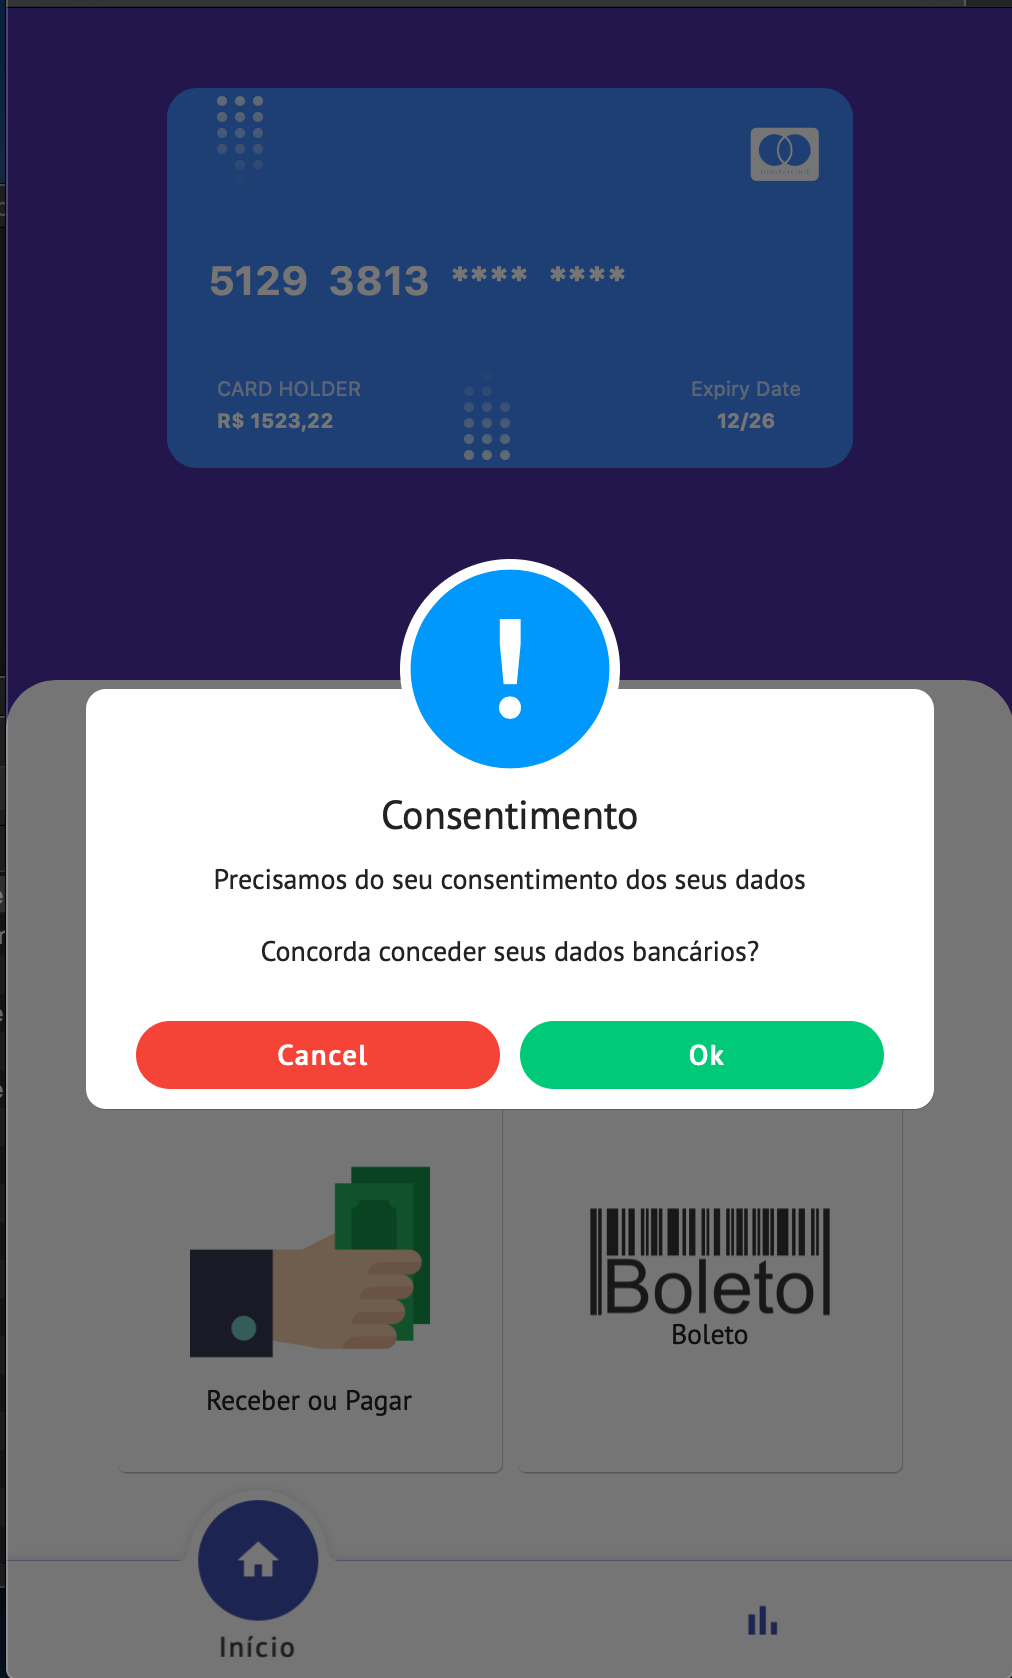 5129 3813 **** ****
CARD HOLDER
Expiry Date
R$ 1523,22
12/26
!
Consentimento
Precisamos do seu consentimento dos seus dados
Concorda conceder seus dados bancários?
Cancel
Ok
Boleto
Boleto
Receber ou Pagar
Início